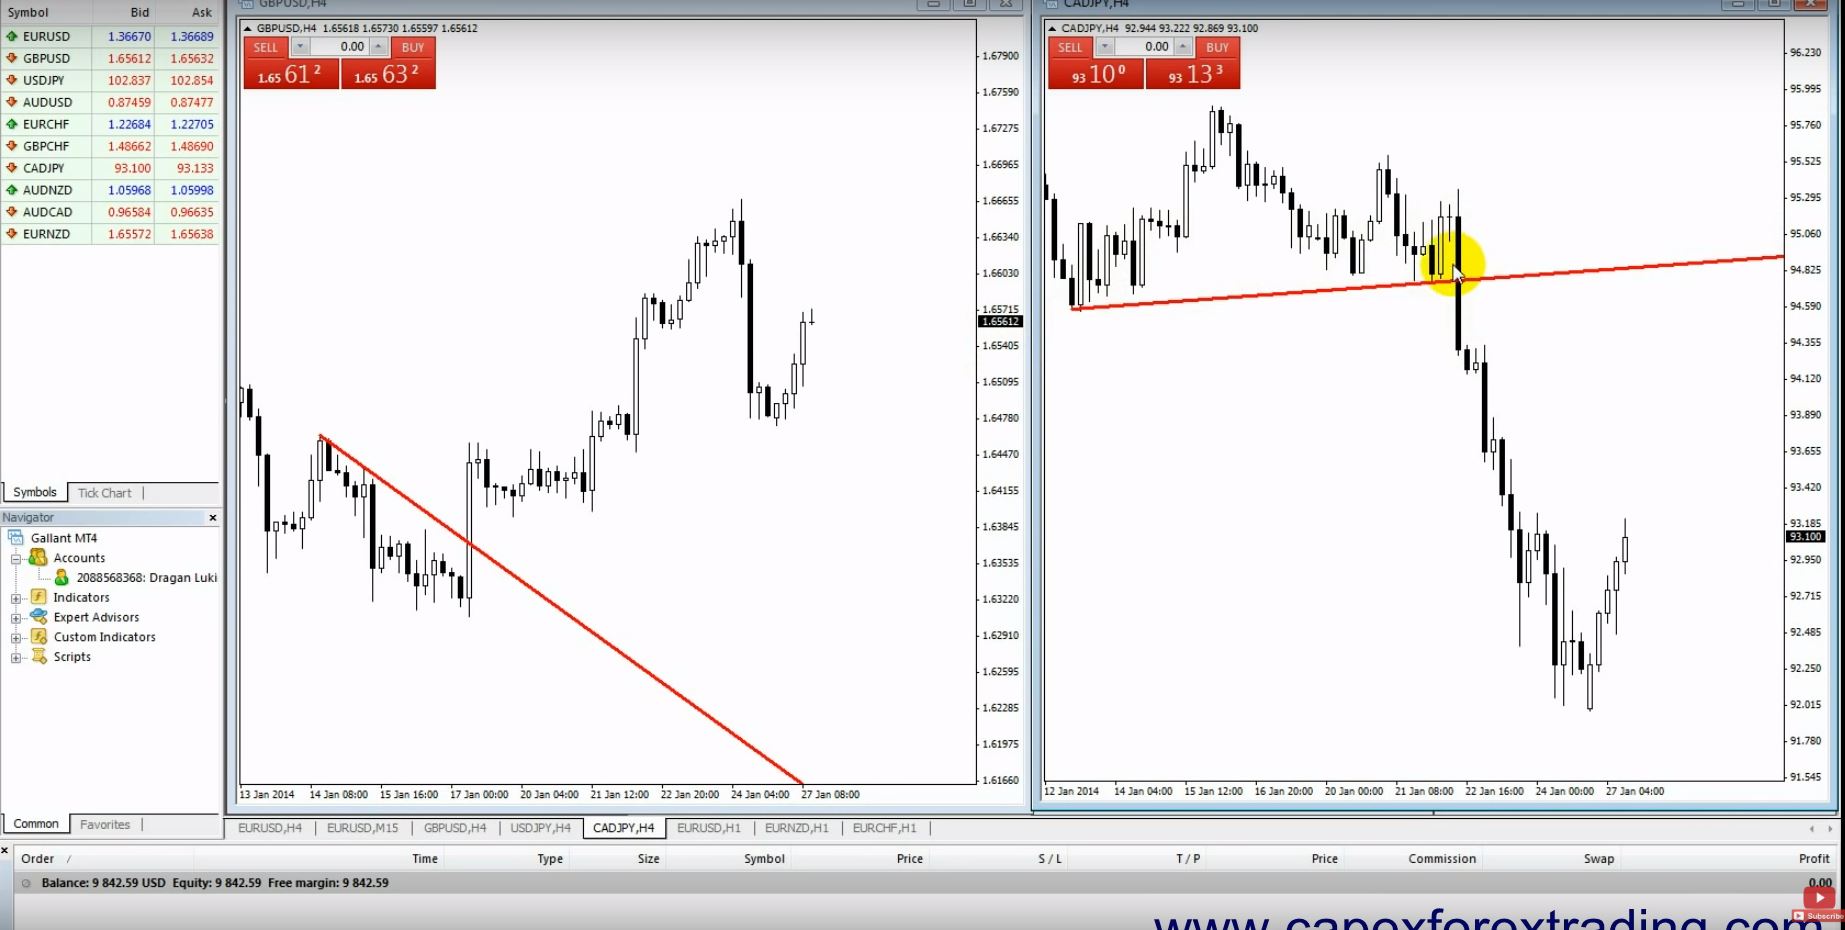 Symbol Bid Ask
EURUSD 1.36670 1.36689
GBPUSD 1.65612 1.65632
USDJPY 102.837 102.854
AUDUSD 0.87459 0.87477
EURCHF 1.22684 1.22705
GBPCHF 1.48662 1.48690
CADJPY 93.100 93.133
AUDNZD 1.05968 1.05998
AUDCAD 0.96584 0.96635
EURNZD 1.65572 1.65638
Symbols Tick Chart
Navigator
Gallant MT4
Accounts
2088568368: Dragan Luki
Indicators
Expert Advisors
Custom Indicators
Scripts
Common Favorites
GBPUSD,H4
GBPUSD,H4 1.65618 1.65730 1.65597 1.65612
SELL 0.00 BUY
1.65 61 2 1.65 63 2
1.67900
1.67590
1.67275
1.66965
1.66655
1.66340
1.66030
1.65715
1.65612
1.65405
1.65095
1.64780
1.64470
1.64155
1.63845
1.63535
1.63220
1.62910
1.62595
1.62285
1.61975
1.61660
13 Jan 2014 14 Jan 08:00 15 Jan 16:00 17 Jan 00:00 20 Jan 04:00 21 Jan 12:00 22 Jan 20:00 24 Jan 04:00 27 Jan 08:00
CADJPY,H4
CADJPY,H4 92.944 93.222 92.869 93.100
SELL 0.00 BUY
93 10 0 93 13 3
96.230
95.995
95.760
95.525
95.295
95.060
94.825
94.590
94.355
94.120
93.890
93.655
93.420
93.185
93.100
92.950
92.715
92.485
92.250
92.015
91.780
91.545
12 Jan 2014 14 Jan 04:00 15 Jan 12:00 16 Jan 20:00 20 Jan 00:00 21 Jan 08:00 22 Jan 16:00 24 Jan 00:00 27 Jan 04:00
EURUSD,H4 EURUSD,M15 GBPUSD,H4 USDJPY,H4 CADJPY,H4 EURUSD,H1 EURNZD,H1 EURCHF,H1
Order / Time Type Size Symbol Price S / L T / P Price Commission Swap Profit
Balance: 9 842.59 USD Equity: 9 842.59 Free margin: 9 842.59 0.00
Subscribe
www.capexforextrading.com